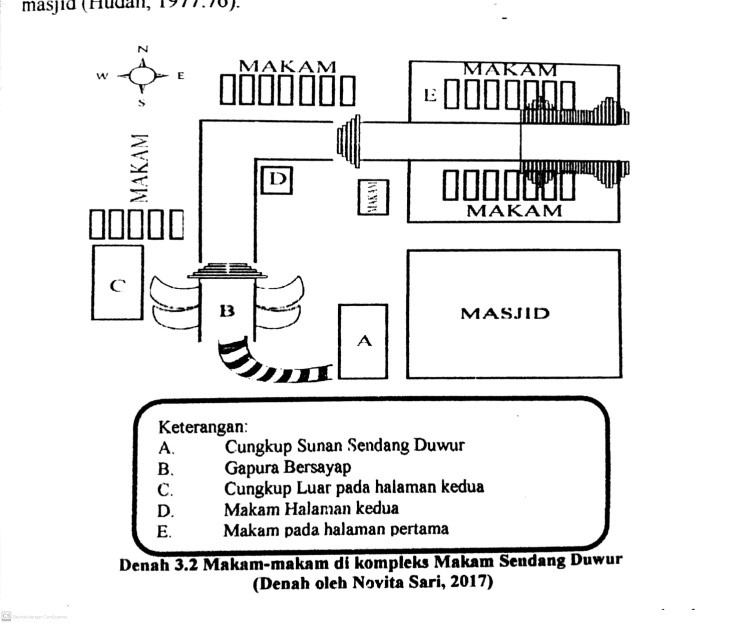 masjid (Hudan, 1977:76).
N
W E
S
MAKAM
MAKAM
E
MAKAM
D
MAKAM
MAKAM
C
B
A
MASJID
Keterangan:
A. Cungkup Sunan Sendang Duwur
B. Gapura Bersayap
C. Cungkup Luar pada halaman kedua
D. Makam Halaman kedua
E. Makam pada halaman pertama
Denah 3.2 Makam-makam di kompleks Makam Sendang Duwur
(Denah oleh Novita Sari, 2017)
CS